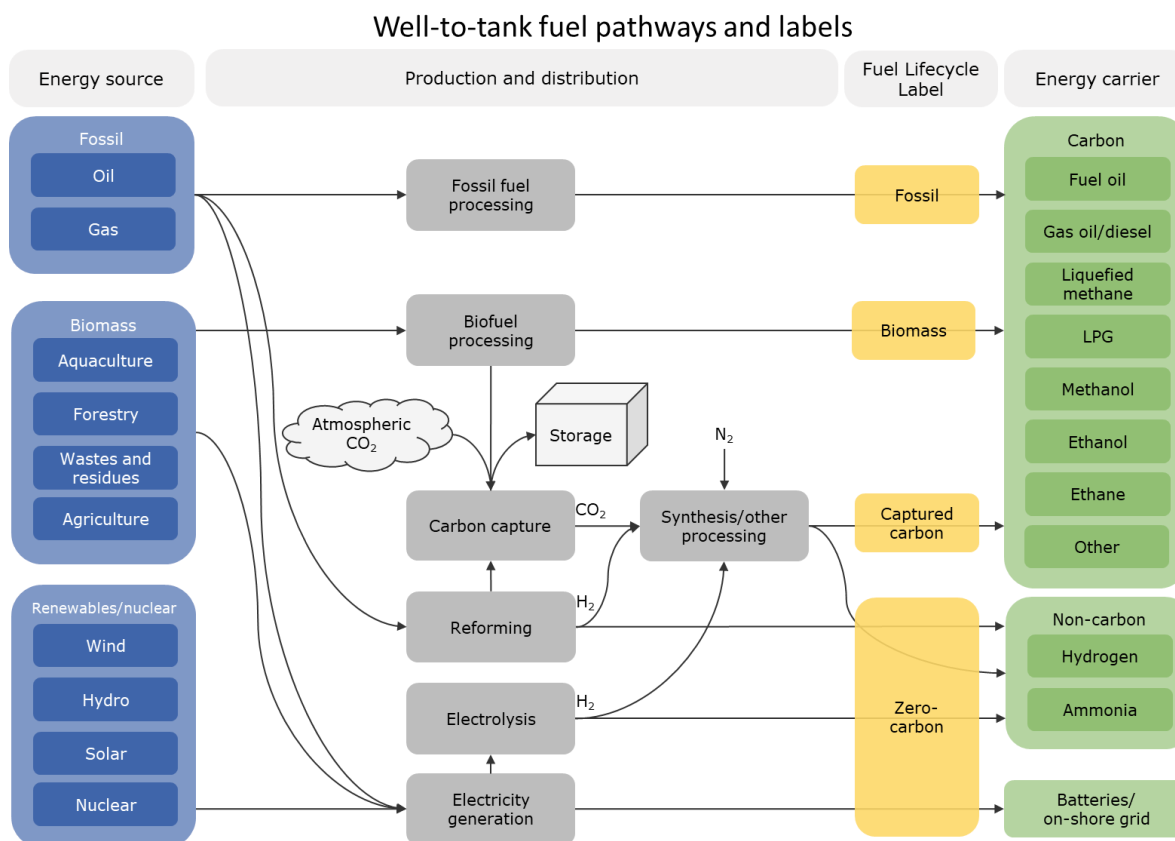 Well-to-tank fuel pathways and labels
Energy source
Production and distribution
Fuel Lifecycle
Label
Energy carrier
Fossil
Oil
Gas
Fossil fuel
processing
Fossil
Carbon
Fuel oil
Gas oil/diesel
Liquefied
methane
LPG
Methanol
Ethanol
Ethane
Other
Biomass
Aquaculture
Forestry
Wastes and
residues
Agriculture
Biofuel
processing
Biomass
Atmospheric
CO₂
Storage
N₂
Carbon capture
CO₂
Synthesis/other
processing
Captured
carbon
Renewables/nuclear
Wind
Hydro
Solar
Nuclear
Reforming
H₂
Electrolysis
H₂
Electricity
generation
Zero-
carbon
Non-carbon
Hydrogen
Ammonia
Batteries/
on-shore grid